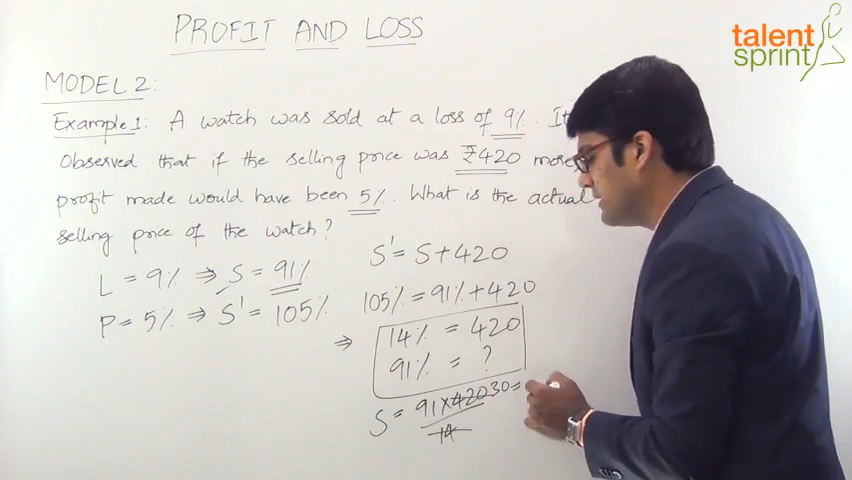 PROFIT AND LOSS
talent
sprint
MODEL 2:
Example 1: A watch was sold at a loss of 9%. It
Observed that if the selling price was ₹420 more
profit made would have been 5%. What is the actual
selling price of the watch?
L = 9% ⇒ S = 91%
P = 5% ⇒ S' = 105%
S' = S + 420
105% = 91% + 420
⇒ 14% = 420
91% = ?
S = 91 × 420 30 =
14